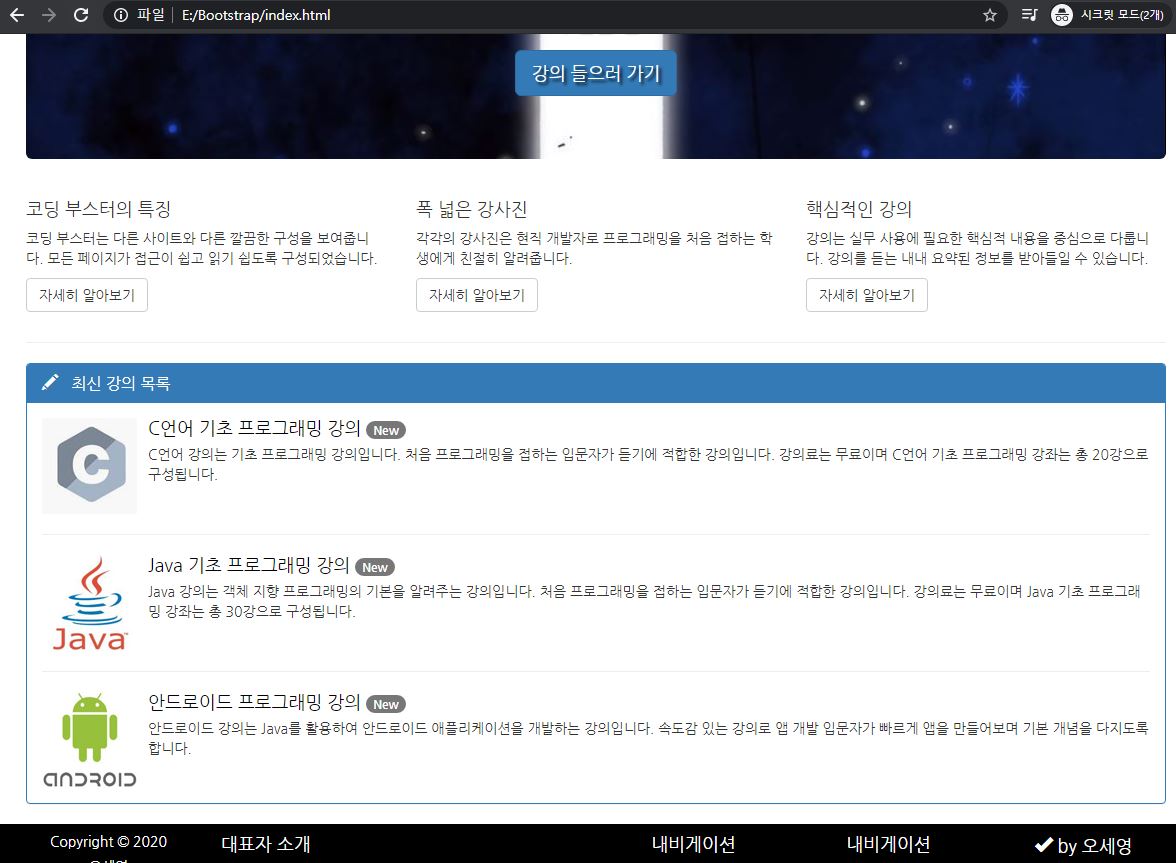 파일 E:/Bootstrap/index.html 시크릿 모드(2개)
강의 들으러 가기
코딩 부스터의 특징
코딩 부스터는 다른 사이트와 다른 깔끔한 구성을 보여줍니
다. 모든 페이지가 접근이 쉽고 읽기 쉽도록 구성되었습니다.
자세히 알아보기
폭 넓은 강사진
각각의 강사진은 현직 개발자로 프로그래밍을 처음 접하는 학
생에게 친절히 알려줍니다.
자세히 알아보기
핵심적인 강의
강의는 실무 사용에 필요한 핵심적 내용을 중심으로 다룹니
다. 강의를 듣는 내내 요약된 정보를 받아들일 수 있습니다.
자세히 알아보기
최신 강의 목록
C
C언어 기초 프로그래밍 강의 New
C언어 강의는 기초 프로그래밍 강의입니다. 처음 프로그래밍을 접하는 입문자가 듣기에 적합한 강의입니다. 강의료는 무료이며 C언어 기초 프로그래밍 강좌는 총 20강으로
구성됩니다.
Java™
Java 기초 프로그래밍 강의 New
Java 강의는 객체 지향 프로그래밍의 기본을 알려주는 강의입니다. 처음 프로그래밍을 접하는 입문자가 듣기에 적합한 강의입니다. 강의료는 무료이며 Java 기초 프로그래
밍 강좌는 총 30강으로 구성됩니다.
ANDROID
안드로이드 프로그래밍 강의 New
안드로이드 강의는 Java를 활용하여 안드로이드 애플리케이션을 개발하는 강의입니다. 속도감 있는 강의로 앱 개발 입문자가 빠르게 앱을 만들어보며 기본 개념을 다지도록
합니다.
Copyright © 2020
오세영
대표자 소개
내비게이션
내비게이션
by 오세영